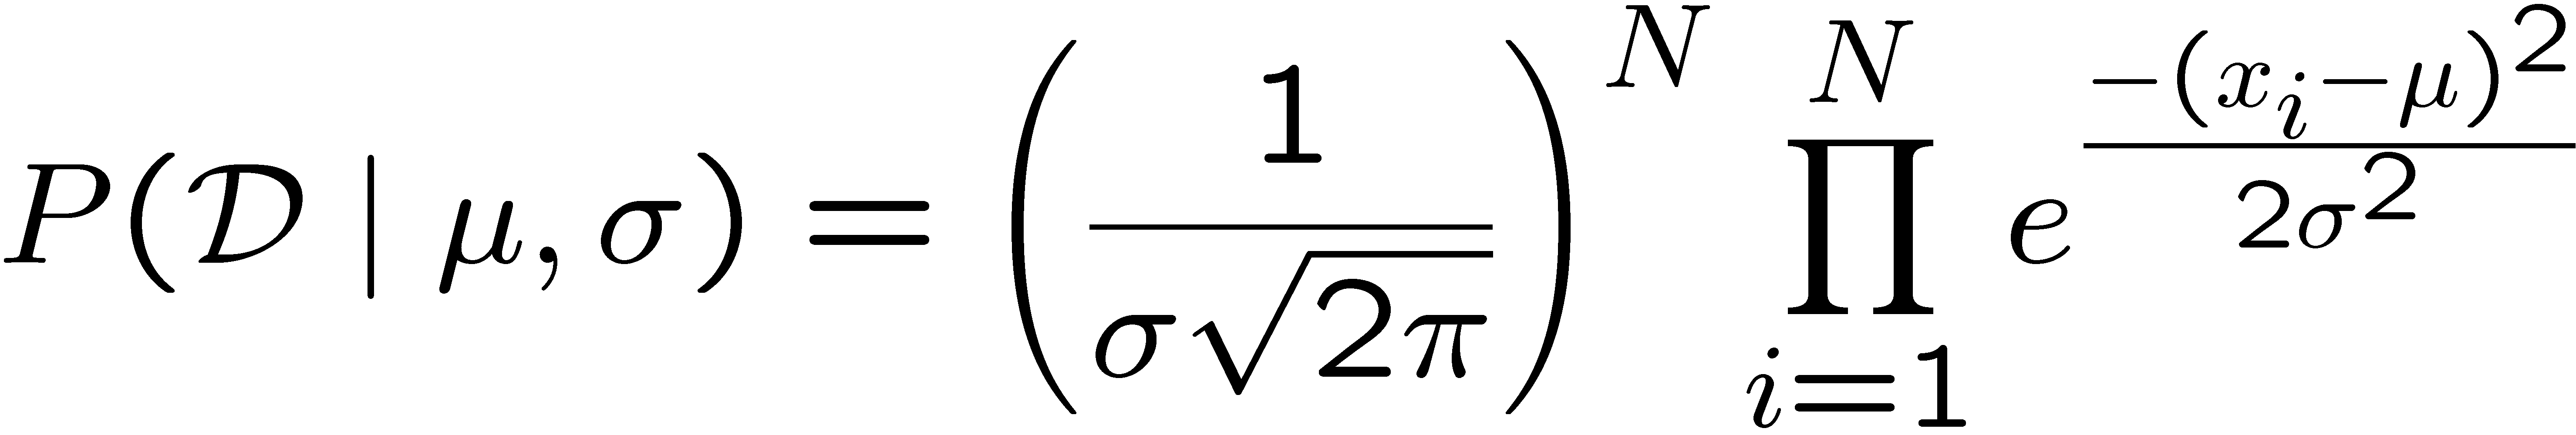 P(𝒟 | μ, σ) = (1/(σ√(2π)))^N ∏_{i=1}^{N} e^{−(x_i−μ)²/(2σ²)}